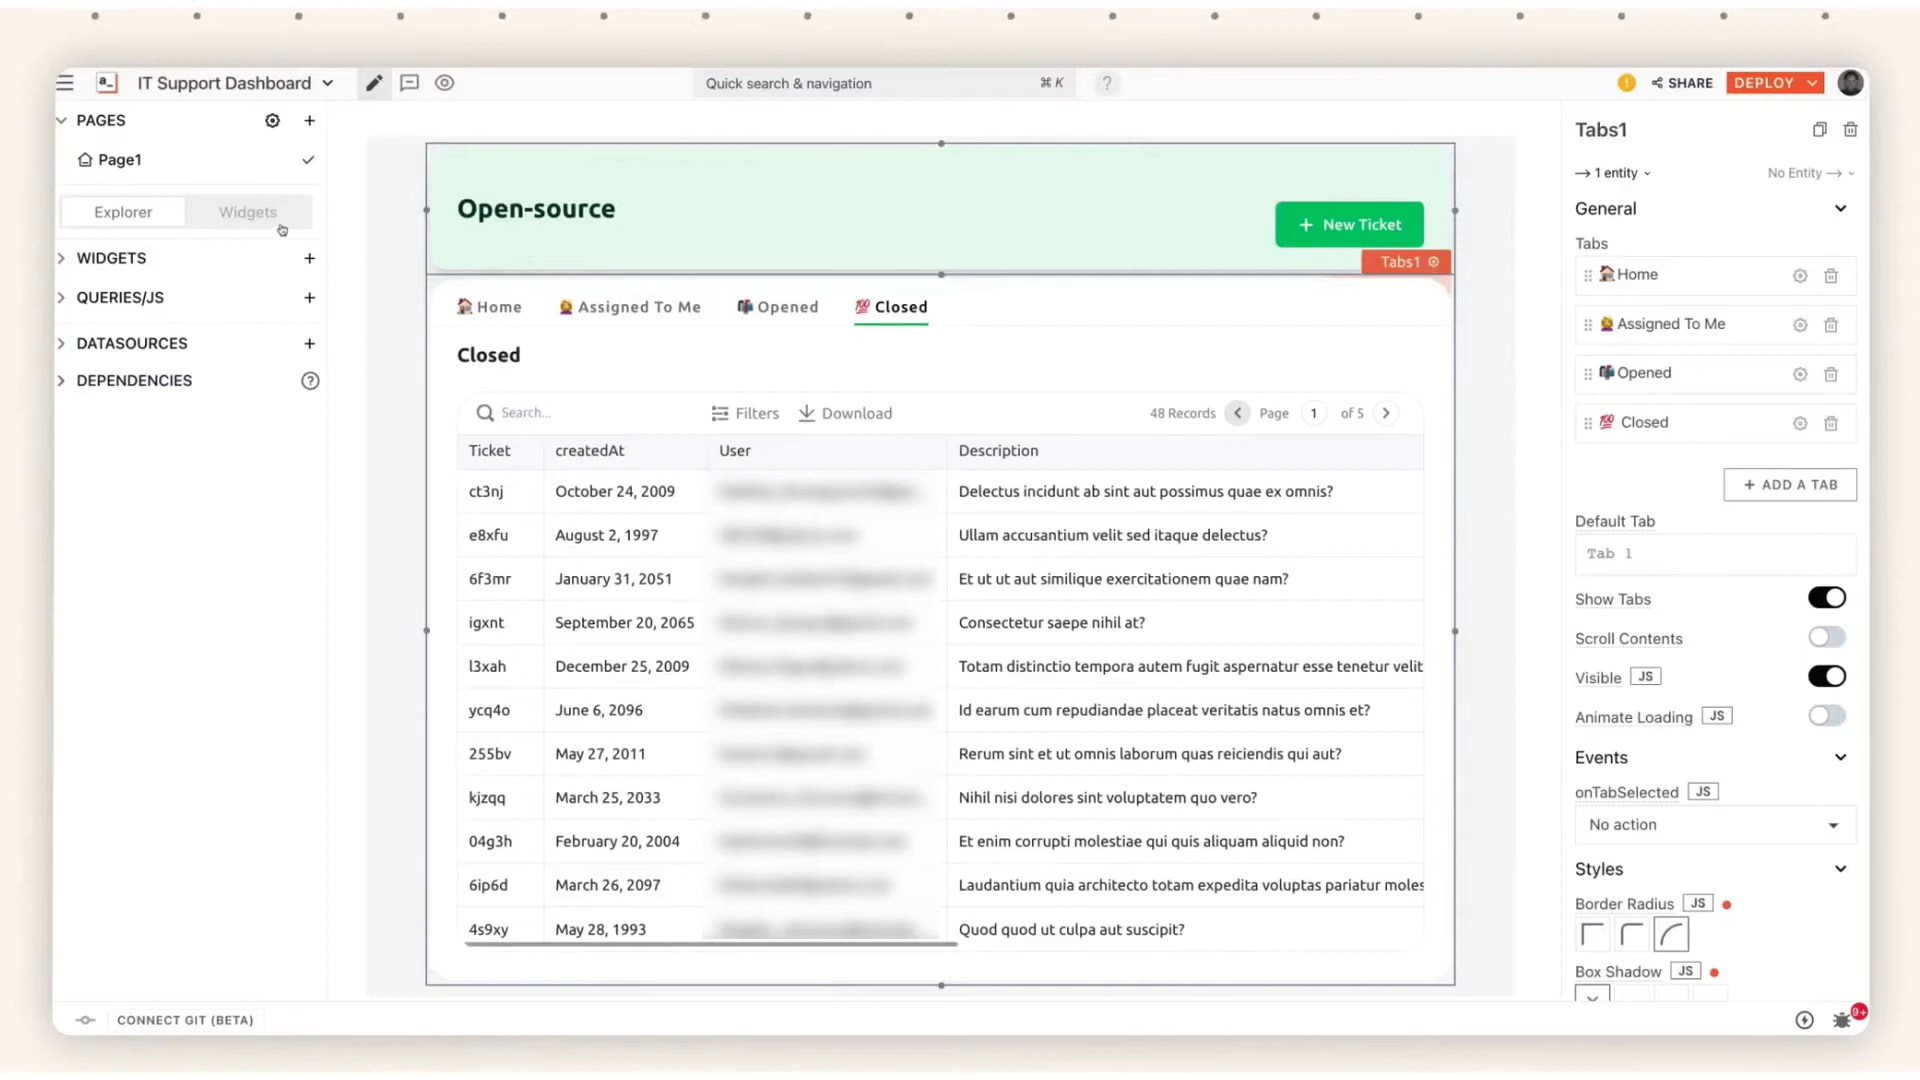 a_ IT Support Dashboard Quick search & navigation ⌘ K ? SHARE DEPLOY
PAGES
Page1
Explorer Widgets
WIDGETS
QUERIES/JS
DATASOURCES
DEPENDENCIES
Open-source
+ New Ticket
Tabs1
Home Assigned To Me Opened 💯 Closed
Closed
Search... Filters Download 48 Records Page 1 of 5
Ticket createdAt User Description
ct3nj October 24, 2009 Delectus incidunt ab sint aut possimus quae ex omnis?
e8xfu August 2, 1997 Ullam accusantium velit sed itaque delectus?
6f3mr January 31, 2051 Et ut ut aut similique exercitationem quae nam?
igxnt September 20, 2065 Consectetur saepe nihil at?
l3xah December 25, 2009 Totam distinctio tempora autem fugit aspernatur esse tenetur velit
ycq4o June 6, 2096 Id earum cum repudiandae placeat veritatis natus omnis et?
255bv May 27, 2011 Rerum sint et ut omnis laborum quas reiciendis qui aut?
kjzqq March 25, 2033 Nihil nisi dolores sint voluptatem quo vero?
04g3h February 20, 2004 Et enim corrupti molestiae qui quis aliquam aliquid non?
6ip6d March 26, 2097 Laudantium quia architecto totam expedita voluptas pariatur moles
4s9xy May 28, 1993 Quod quod ut culpa aut suscipit?
Tabs1
→ 1 entity No Entity →
General
Tabs
Home
Assigned To Me
Opened
💯 Closed
+ ADD A TAB
Default Tab
Tab 1
Show Tabs
Scroll Contents
Visible JS
Animate Loading JS
Events
onTabSelected JS
No action
Styles
Border Radius JS
Box Shadow JS
CONNECT GIT (BETA) 9+